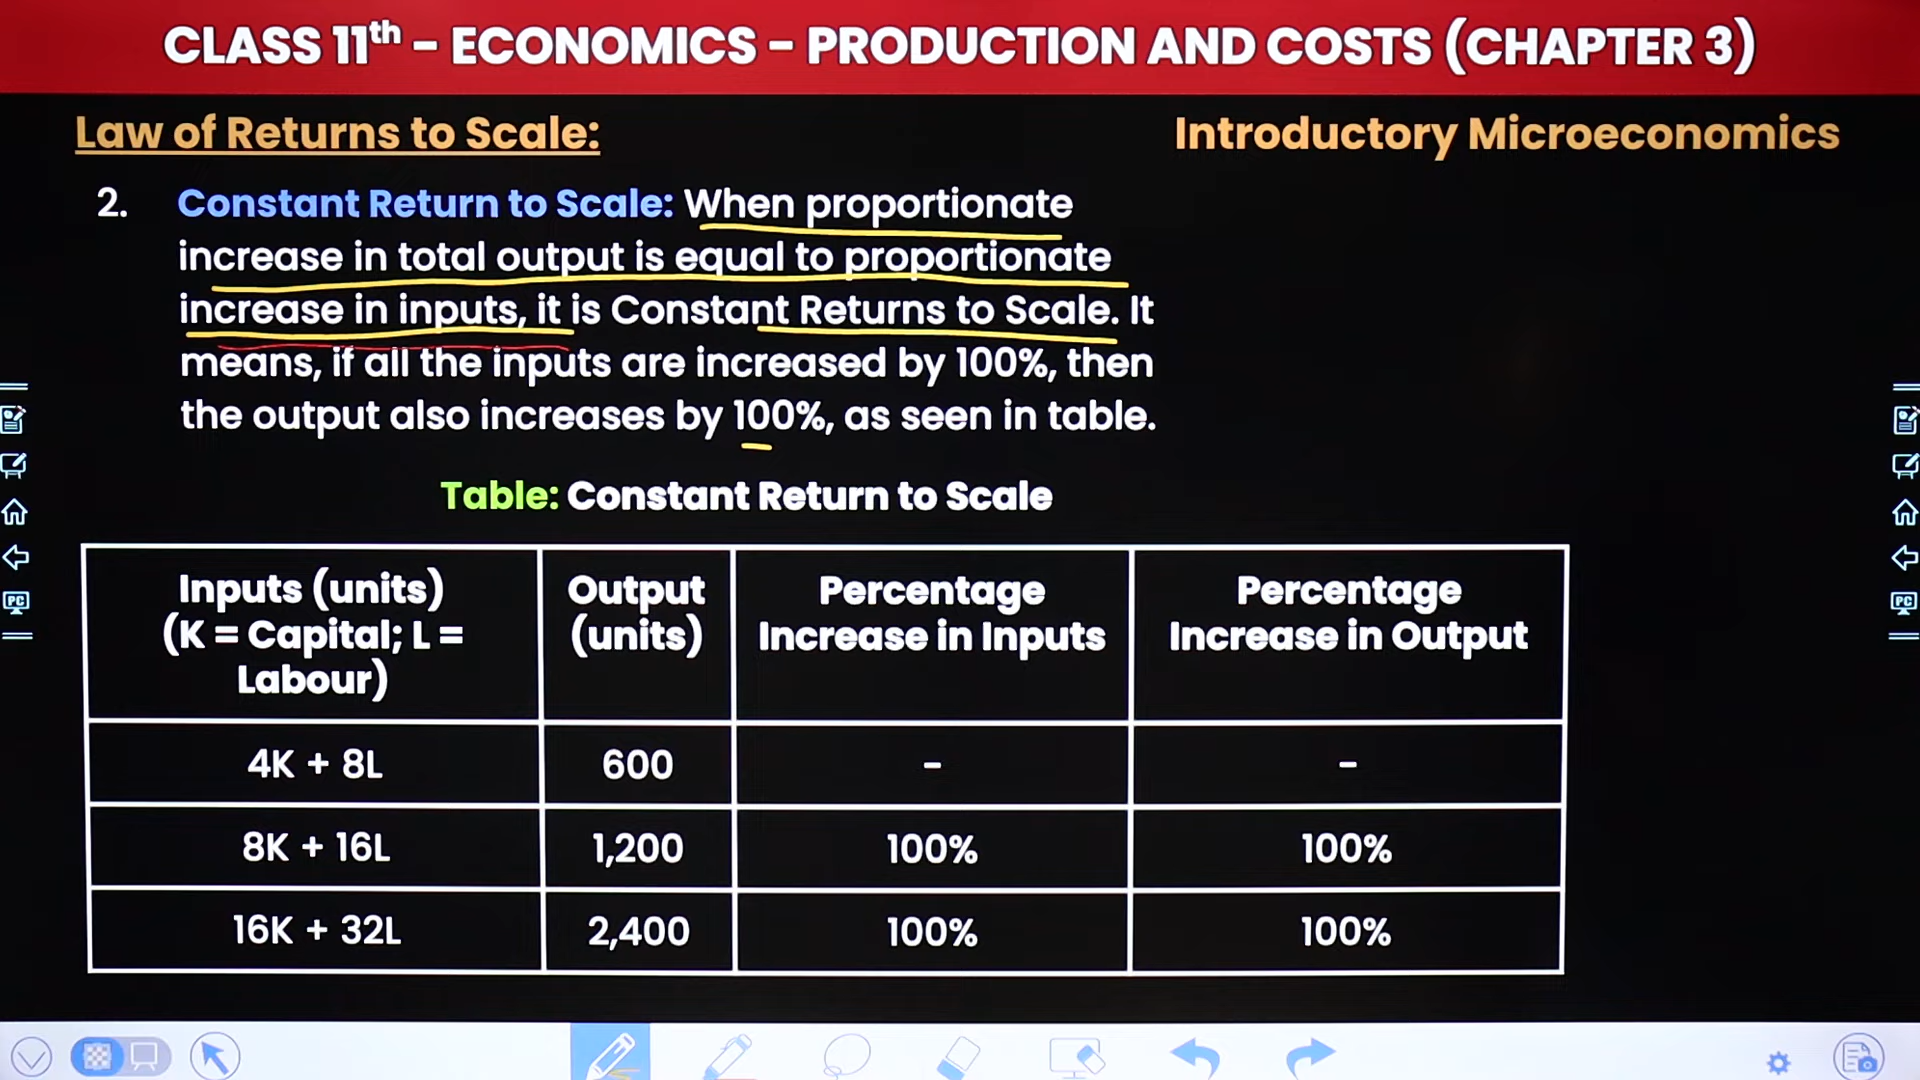 CLASS 11th - ECONOMICS - PRODUCTION AND COSTS (CHAPTER 3)
Law of Returns to Scale:
Introductory Microeconomics
2. Constant Return to Scale: When proportionate
increase in total output is equal to proportionate
increase in inputs, it is Constant Returns to Scale. It
means, if all the inputs are increased by 100%, then
the output also increases by 100%, as seen in table.
Table: Constant Return to Scale
Inputs (units)
(K = Capital; L =
Labour)
Output
(units)
Percentage
Increase in Inputs
Percentage
Increase in Output
4K + 8L
600
-
-
8K + 16L
1,200
100%
100%
16K + 32L
2,400
100%
100%
PC
PC